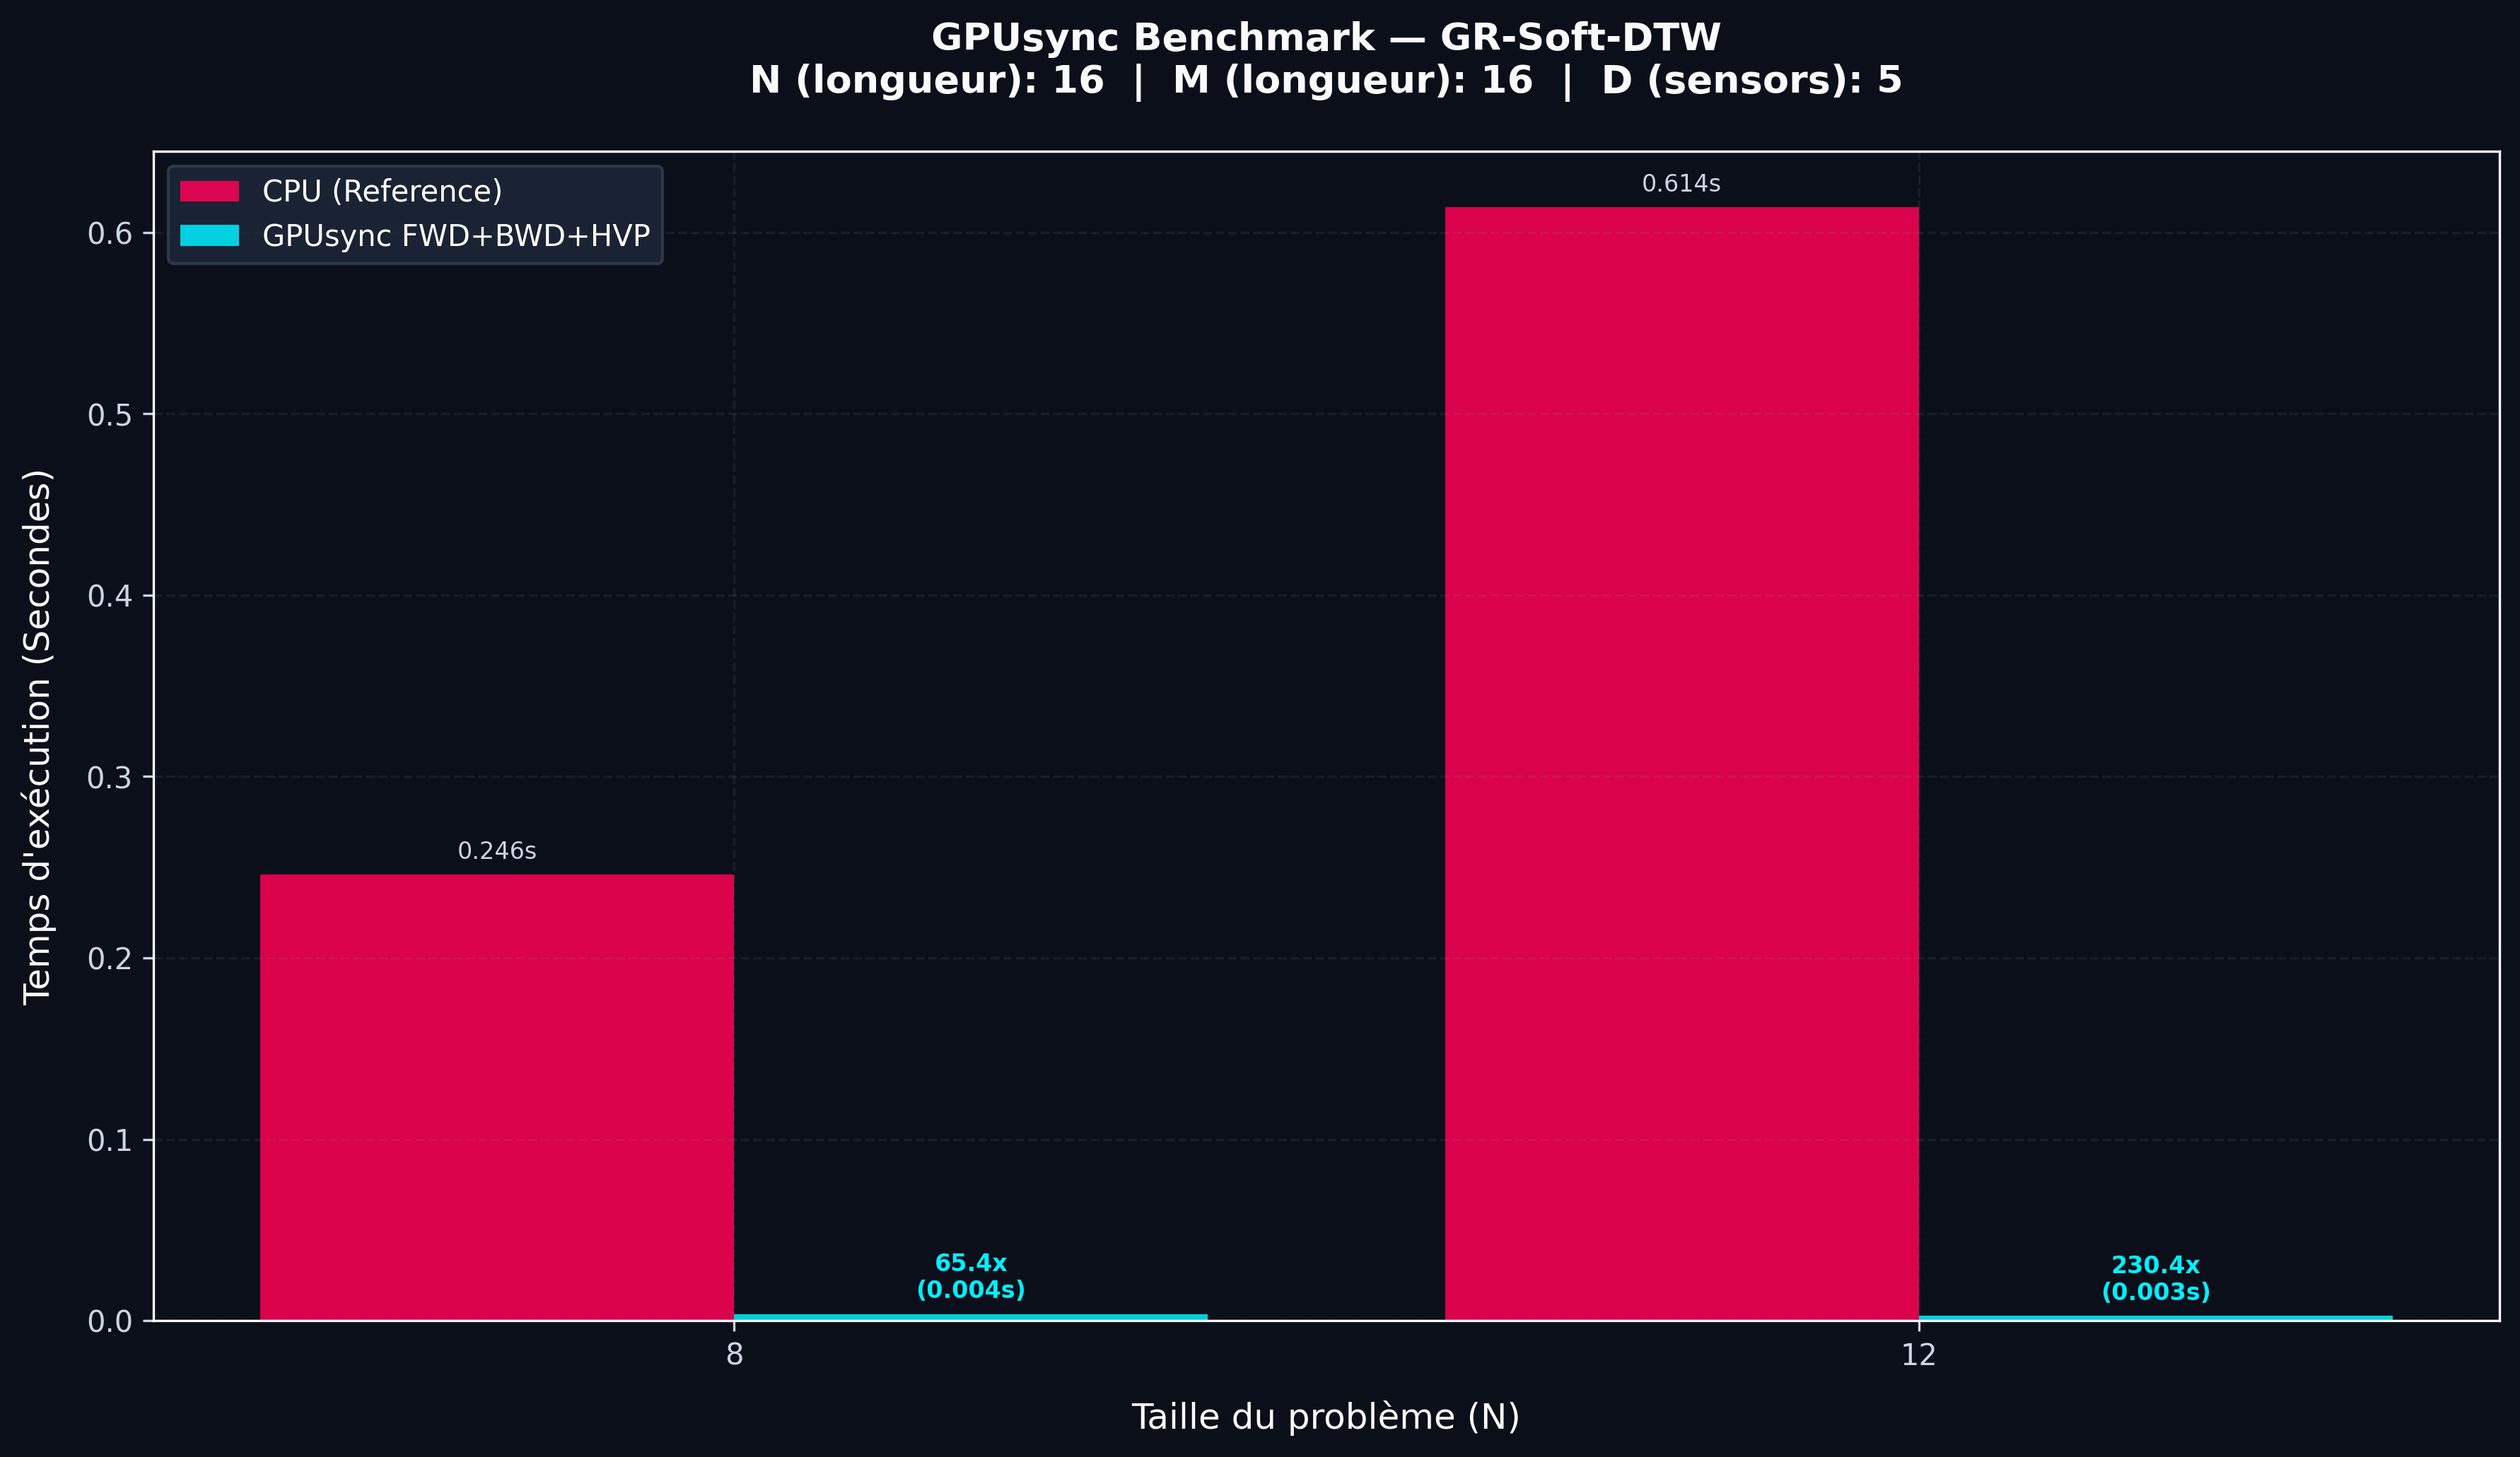 GPUsync Benchmark — GR-Soft-DTW
N (longueur): 16 | M (longueur): 16 | D (sensors): 5
CPU (Reference)
GPUsync FWD+BWD+HVP
Temps d'exécution (Secondes)
0.6
0.5
0.4
0.3
0.2
0.1
0.0
0.246s
65.4x
(0.004s)
0.614s
230.4x
(0.003s)
8
12
Taille du problème (N)